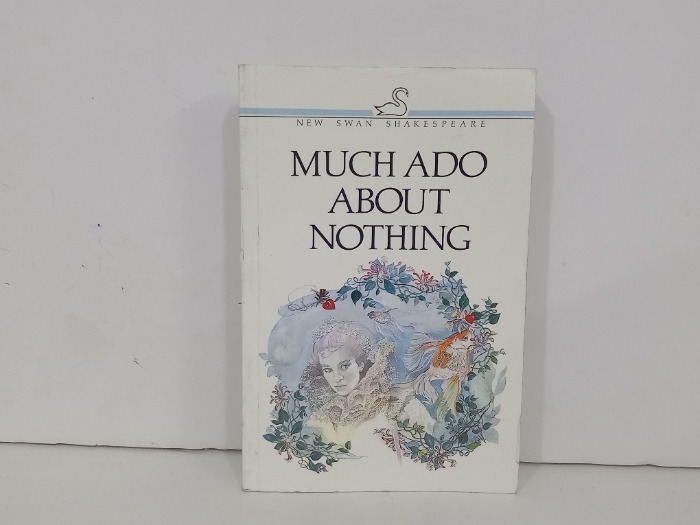 NEW SWAN SHAKESPEARE
MUCH ADO
ABOUT
NOTHING